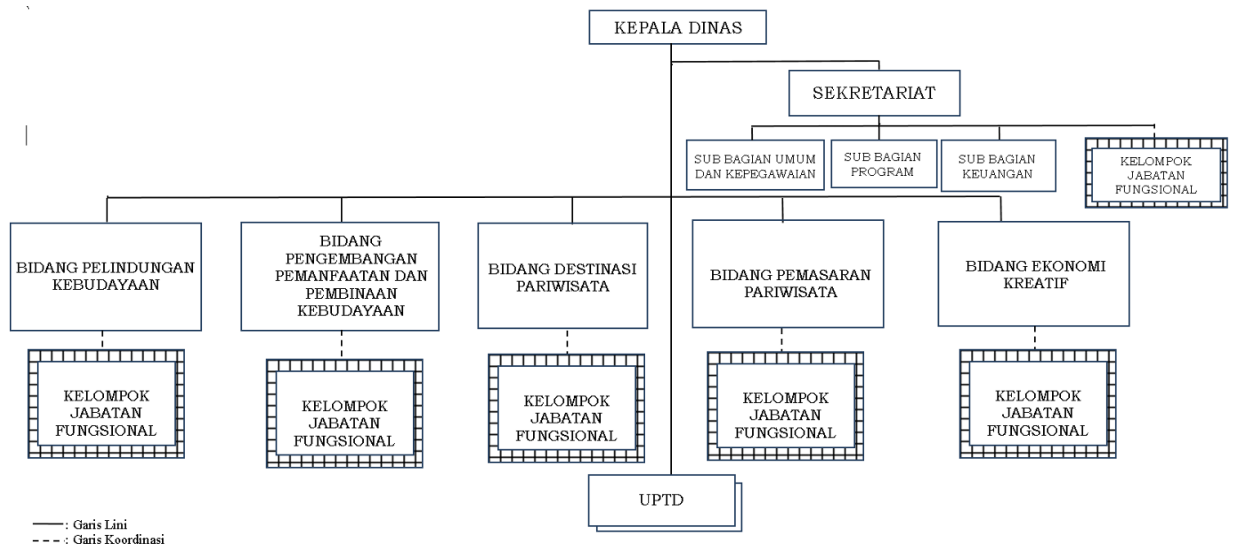 KEPALA DINAS
SEKRETARIAT
SUB BAGIAN UMUM
DAN KEPEGAWAIAN
SUB BAGIAN
PROGRAM
SUB BAGIAN
KEUANGAN
KELOMPOK
JABATAN
FUNGSIONAL
BIDANG PELINDUNGAN
KEBUDAYAAN
BIDANG
PENGEMBANGAN
PEMANFAATAN DAN
PEMBINAAN
KEBUDAYAAN
BIDANG DESTINASI
PARIWISATA
BIDANG PEMASARAN
PARIWISATA
BIDANG EKONOMI
KREATIF
KELOMPOK
JABATAN
FUNGSIONAL
KELOMPOK
JABATAN
FUNGSIONAL
KELOMPOK
JABATAN
FUNGSIONAL
KELOMPOK
JABATAN
FUNGSIONAL
KELOMPOK
JABATAN
FUNGSIONAL
UPTD
: Garis Lini
: Garis Koordinasi